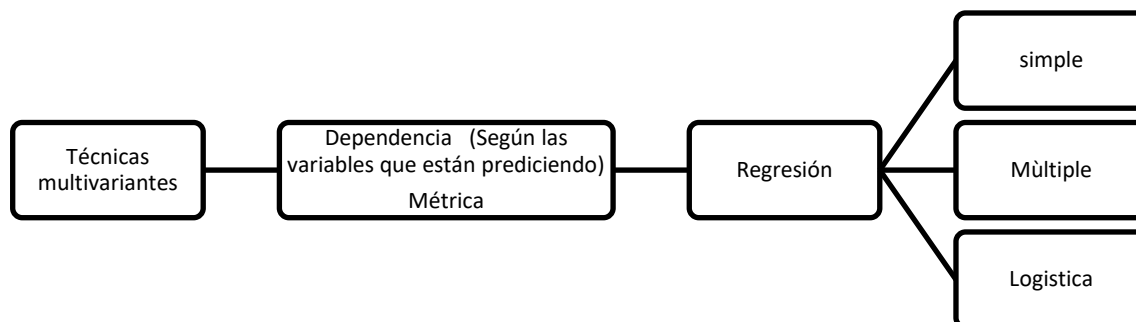 Técnicas
multivariantes
Dependencia (Según las
variables que están prediciendo)
Métrica
Regresión
simple
Mùltiple
Logistica